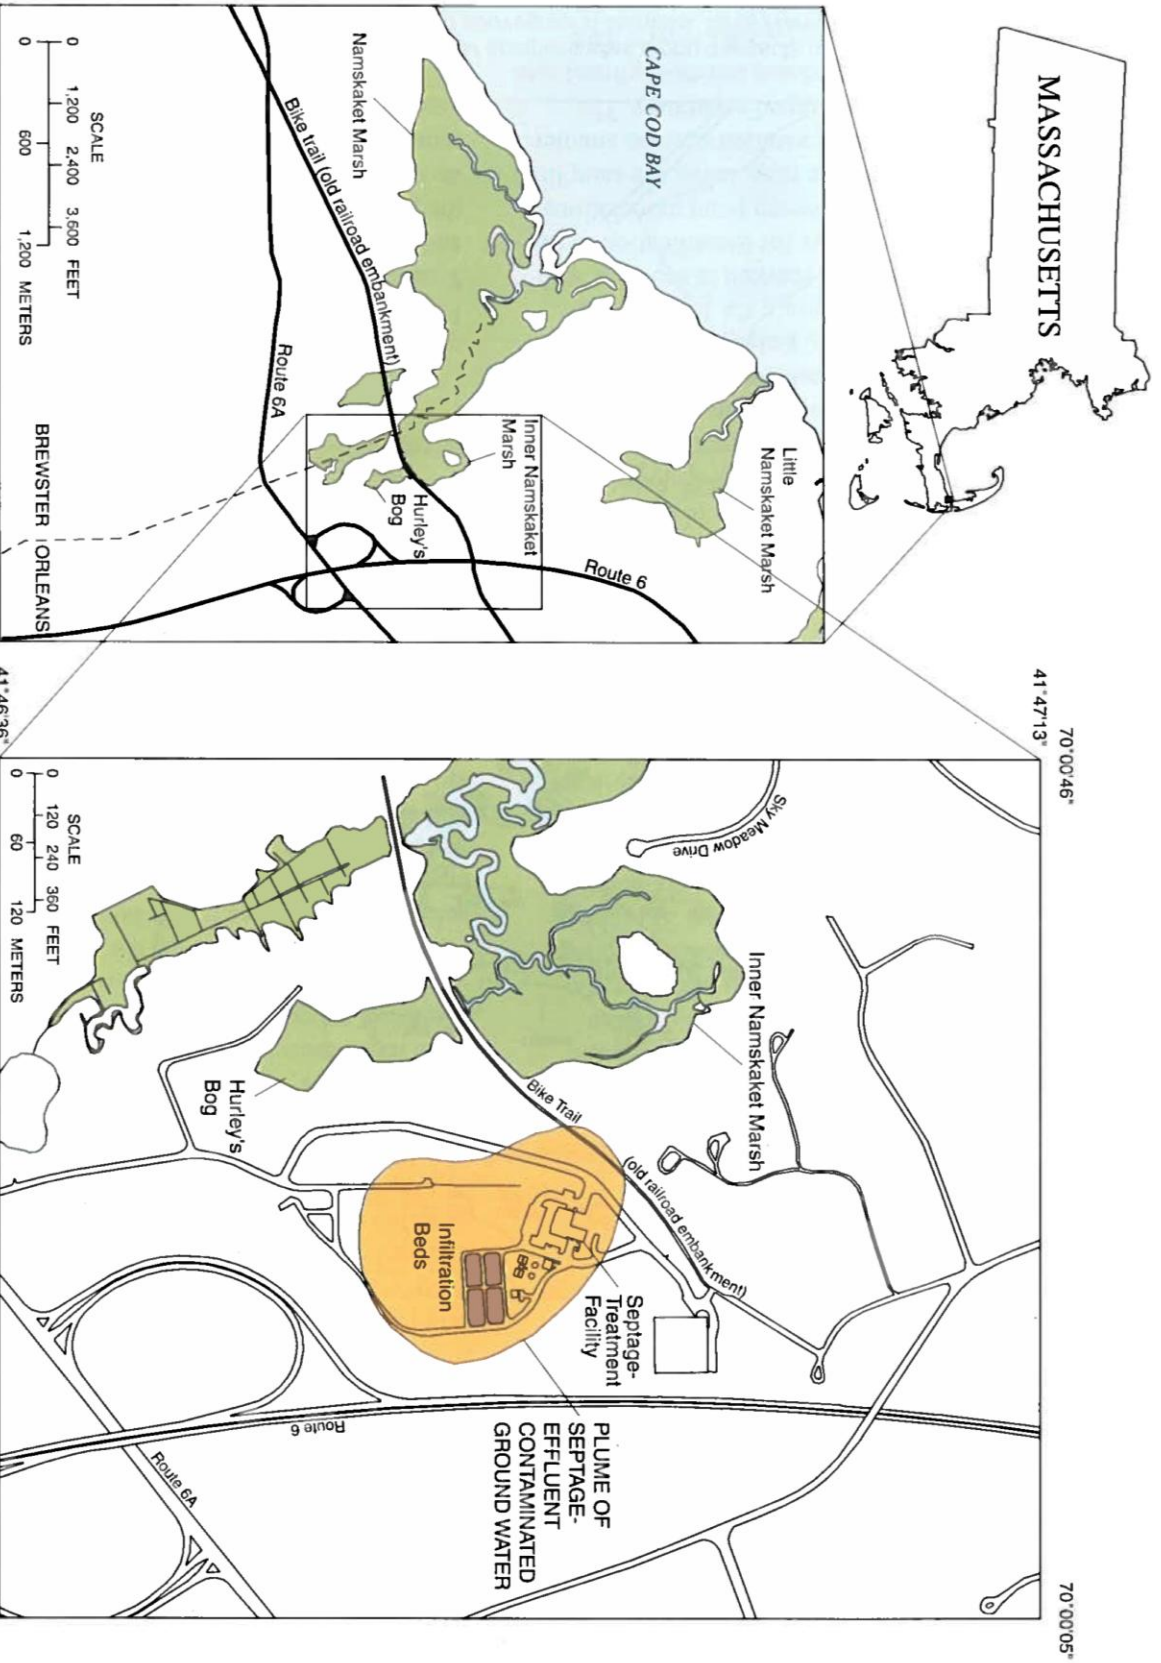 MASSACHUSETTS
CAPE COD BAY
Namskaket Marsh
Bike trail (old railroad embankment)
Route 6A
Little
Namskaket Marsh
Inner Namskaket
Marsh
Hurley's
Bog
Route 6
BREWSTER
ORLEANS
SCALE
0 1,200 2,400 3,600 FEET
0 600 1,200 METERS
70°00'46"
70°00'05"
41°47'13"
41°46'36"
Sky Meadow Drive
Inner Namskaket Marsh
Bike Trail
(old railroad embankment)
Hurley's
Bog
Infiltration
Beds
Septage-
Treatment
Facility
PLUME OF
SEPTAGE-
EFFLUENT
CONTAMINATED
GROUND WATER
Route 6
Route 6A
SCALE
0 120 240 360 FEET
0 60 120 METERS